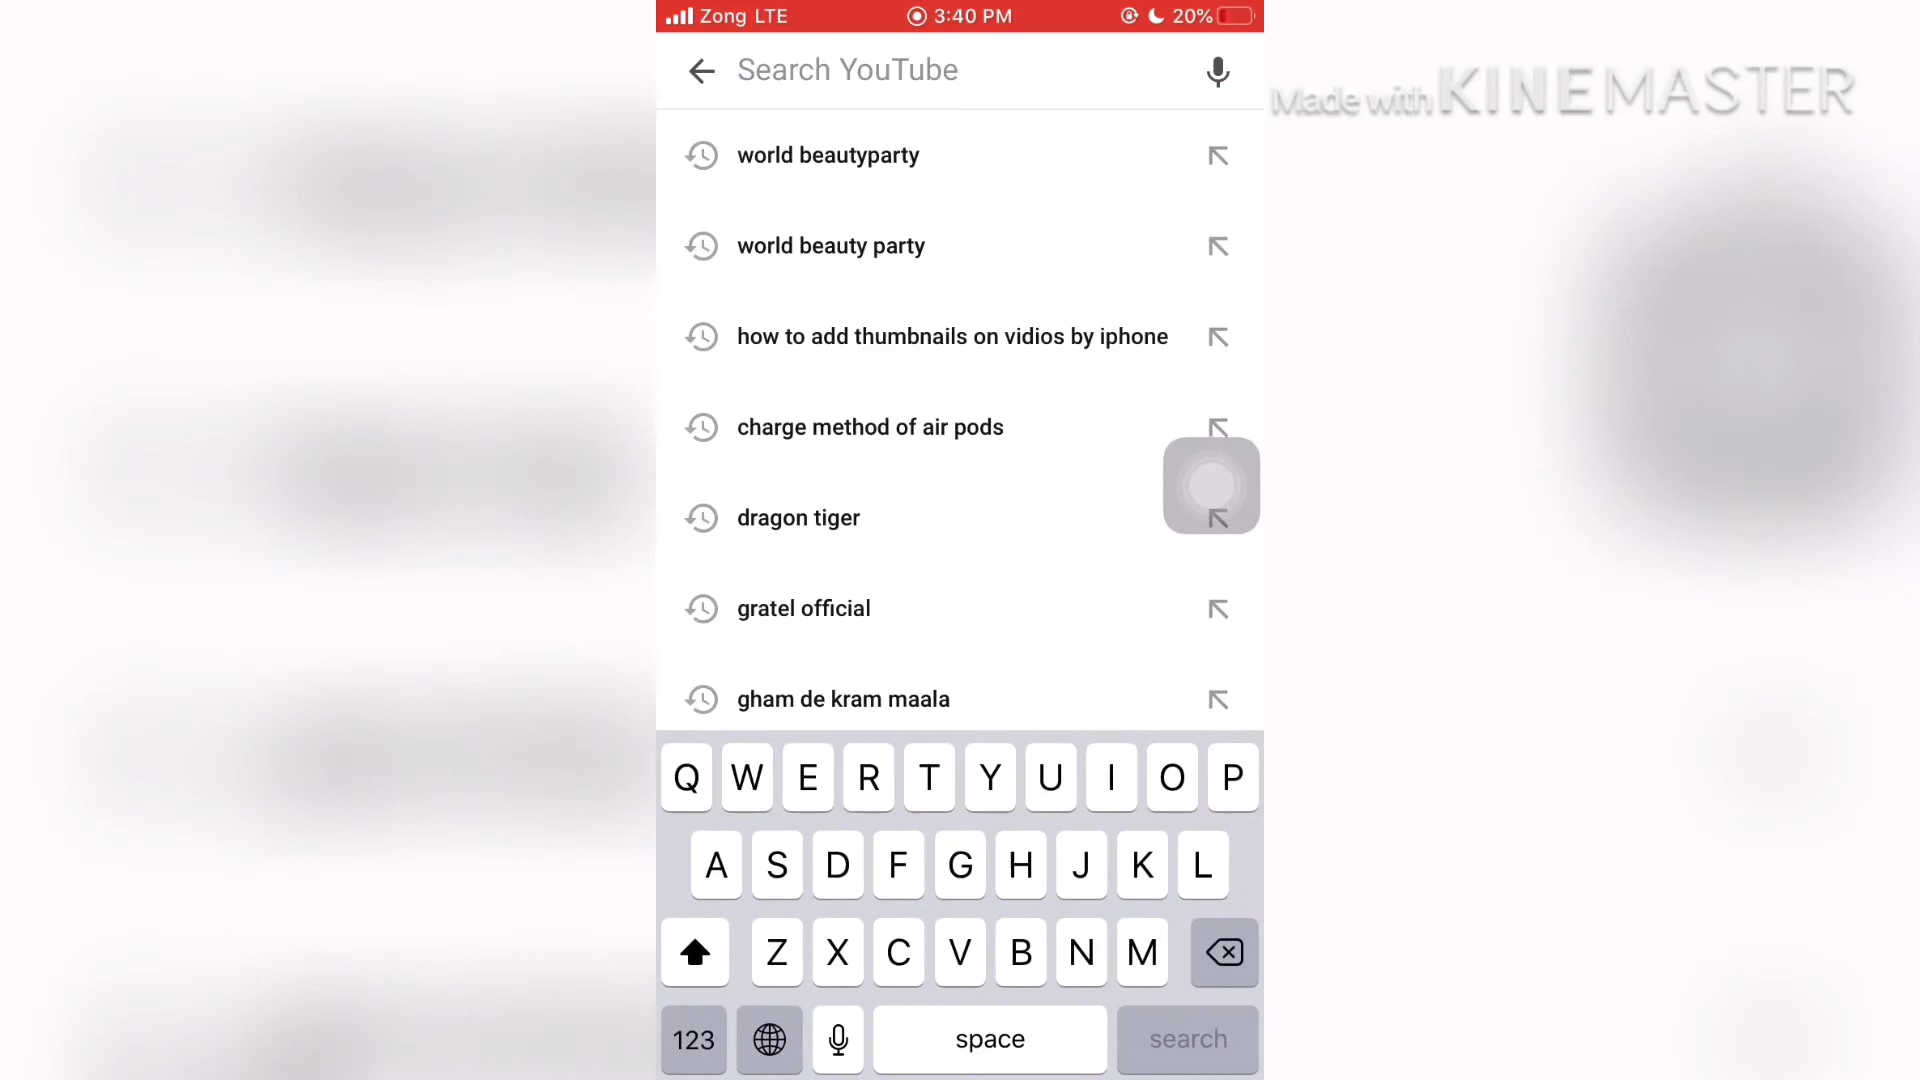 Zong LTE 3:40 PM 20%
Search YouTube
Made with KINEMASTER
world beautyparty
world beauty party
how to add thumbnails on vidios by iphone
charge method of air pods
dragon tiger
gratel official
gham de kram maala
Q W E R T Y U I O P
A S D F G H J K L
Z X C V B N M
123 space search